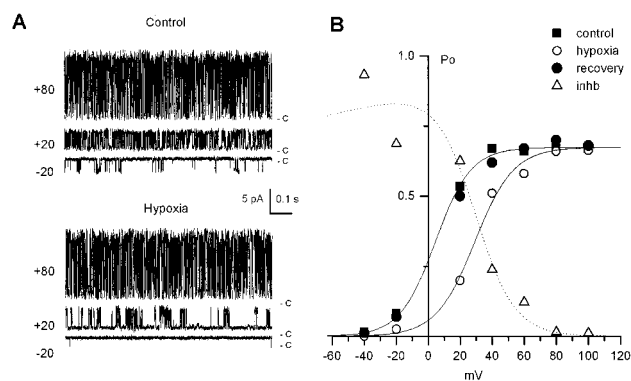 A
Control
+80
- C
+20
- C
- C
-20
5 pA
0.1 s
Hypoxia
+80
- C
+20
- C
- C
-20
B
control
hypoxia
recovery
inhb
1.0
Po
0.5
-60 -40 -20 0 20 40 60 80 100 120
mV